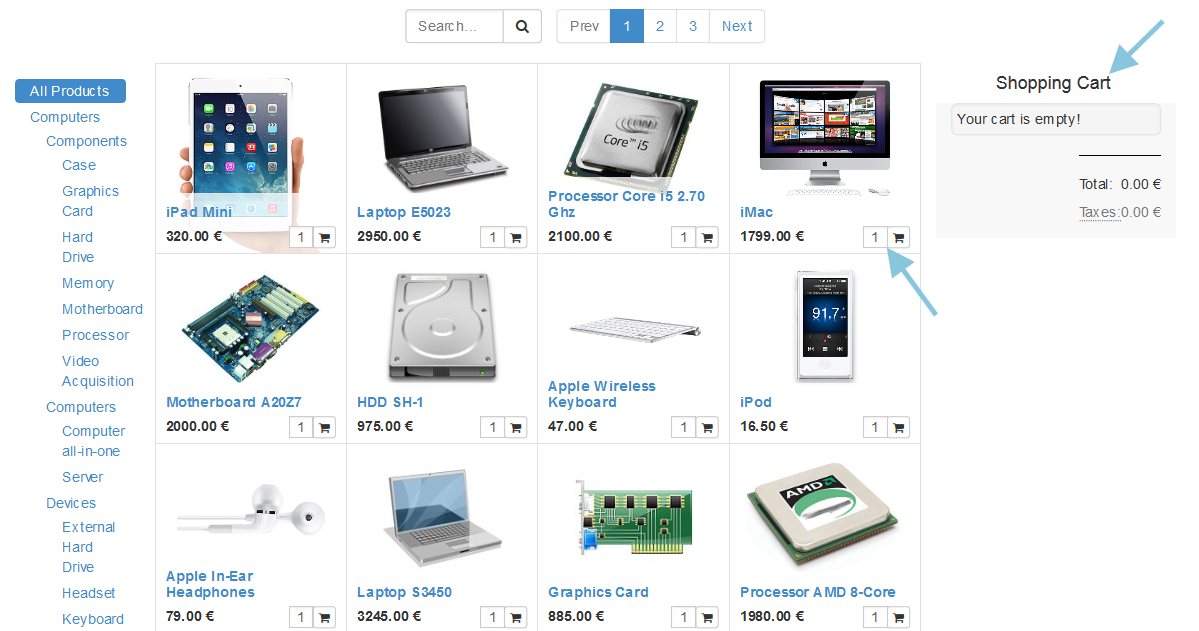 Search...
Prev 1 2 3 Next
All Products
Computers
Components
Case
Graphics
Card
Hard
Drive
Memory
Motherboard
Processor
Video
Acquisition
Computers
Computer
all-in-one
Server
Devices
External
Hard
Drive
Headset
Keyboard
iPad Mini
320.00 €
1
Laptop E5023
2950.00 €
1
Core™ i5
Processor Core i5 2.70
Ghz
2100.00 €
1
iMac
1799.00 €
1
Motherboard A20Z7
2000.00 €
1
HDD SH-1
975.00 €
1
Apple Wireless
Keyboard
47.00 €
1
91.7
iPod
16.50 €
1
Apple In-Ear
Headphones
79.00 €
1
Laptop S3450
3245.00 €
1
Graphics Card
885.00 €
1
AMD
Processor AMD 8-Core
1980.00 €
1
Shopping Cart
Your cart is empty!
Total: 0.00 €
Taxes: 0.00 €